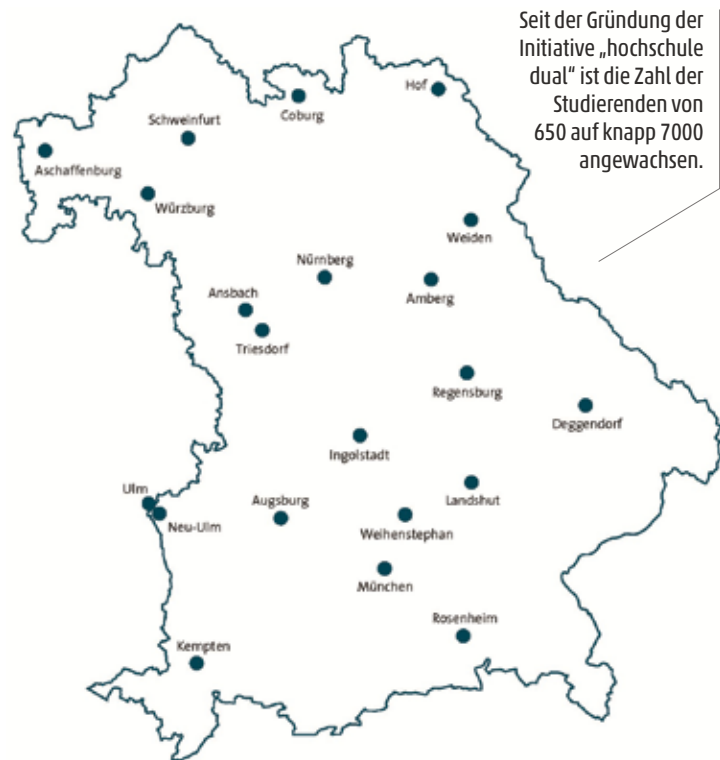 Seit der Gründung der
Initiative „hochschule
dual“ ist die Zahl der
Studierenden von
650 auf knapp 7000
angewachsen.
Hof
Coburg
Schweinfurt
Aschaffenburg
Würzburg
Weiden
Nürnberg
Amberg
Ansbach
Triesdorf
Regensburg
Deggendorf
Ingolstadt
Ulm
Neu-Ulm
Augsburg
Landshut
Weihenstephan
München
Rosenheim
Kempten